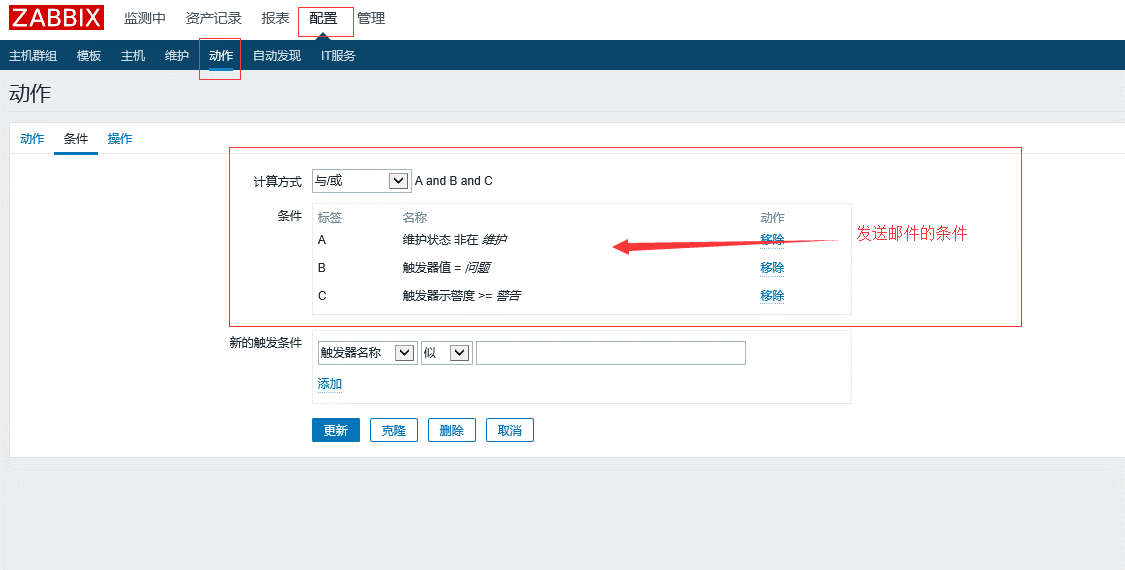 ZABBIX 监测中 资产记录 报表 配置 管理
主机群组 模板 主机 维护 动作 自动发现 IT服务
动作
动作 条件 操作
计算方式 与/或 A and B and C
条件 标签 名称 动作
A 维护状态 非在 维护 移除
发送邮件的条件
B 触发器值 = 问题 移除
C 触发器示警度 >= 警告 移除
新的触发条件
触发器名称 似
添加
更新 克隆 删除 取消